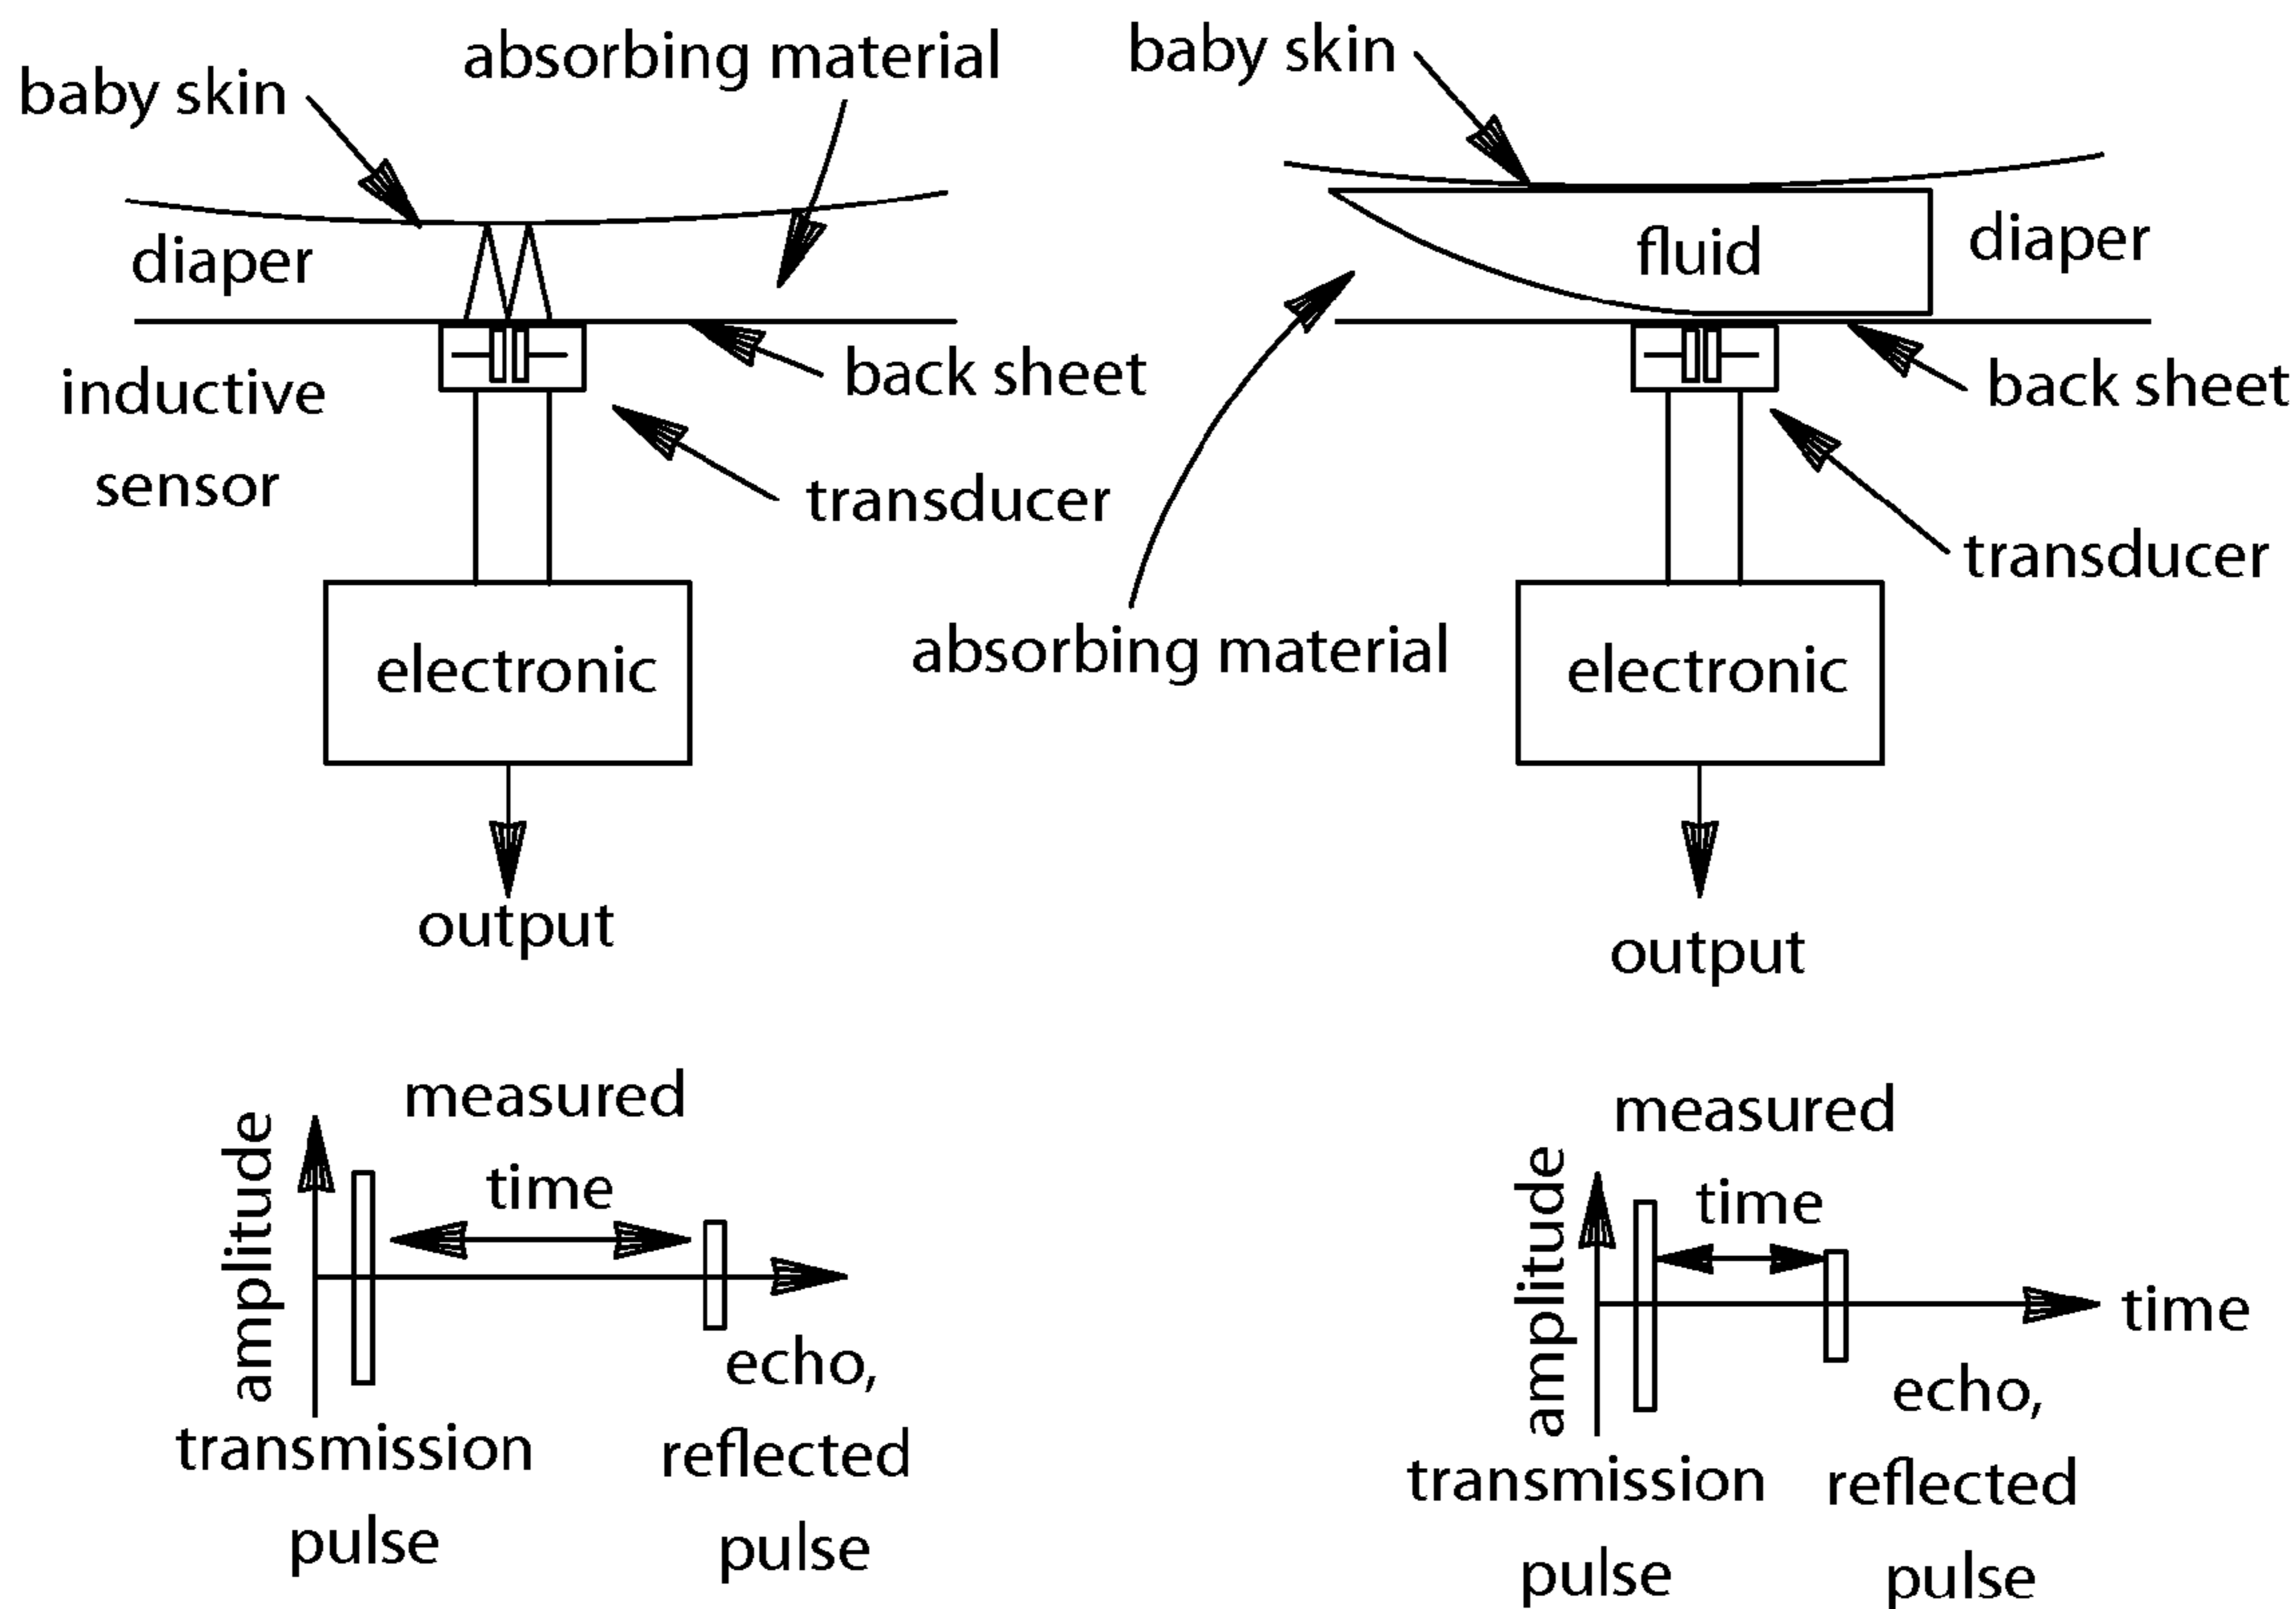 baby skin
absorbing material
diaper
inductive
sensor
back sheet
transducer
electronic
output
baby skin
fluid
diaper
back sheet
transducer
absorbing material
electronic
output
measured
time
amplitude
transmission
pulse
echo,
reflected
pulse
measured
time
amplitude
time
transmission
pulse
echo,
reflected
pulse